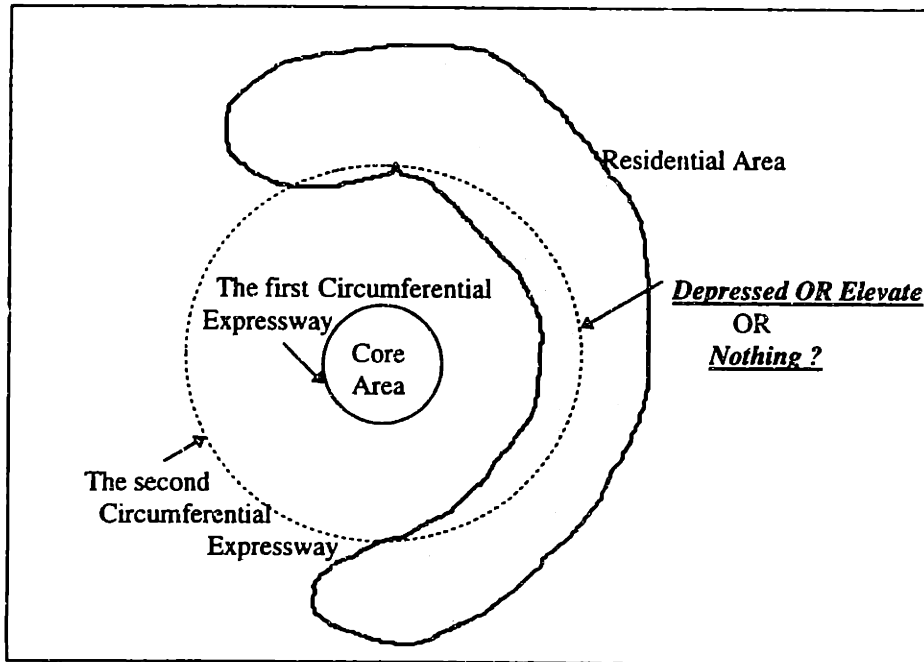 Residential Area
The first Circumferential
Expressway
Depressed OR Elevate
OR
Nothing ?
Core
Area
The second
Circumferential
Expressway